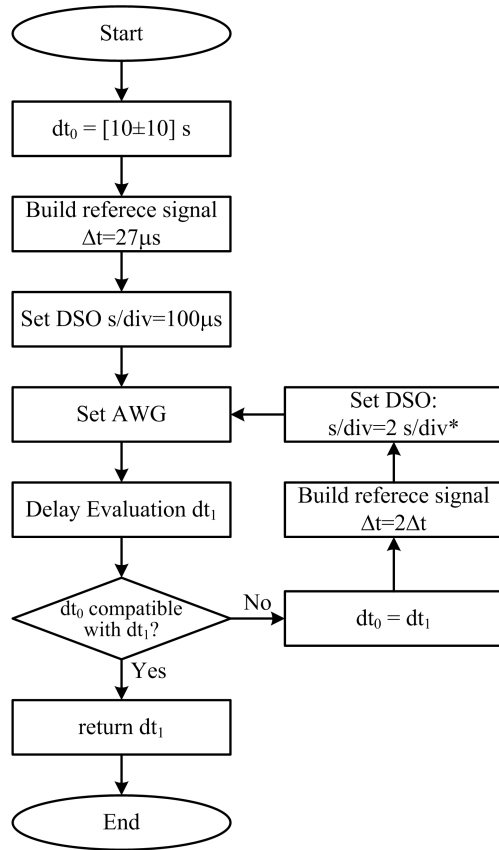 Start
dt₀ = [10±10] s
Build referece signal
Δt=27μs
Set DSO s/div=100μs
Set AWG
Delay Evaluation dt₁
dt₀ compatible
with dt₁?
Yes
return dt₁
End
No
dt₀ = dt₁
Build referece signal
Δt=2Δt
Set DSO:
s/div=2 s/div*